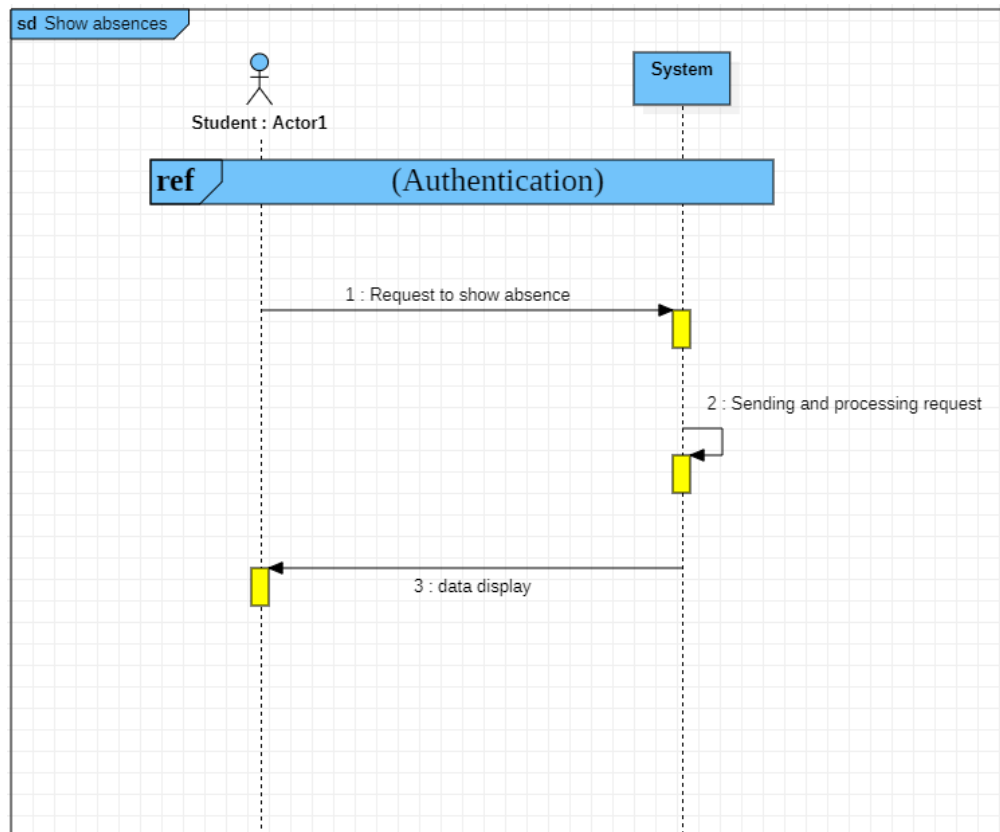 sd Show absences
System
Student : Actor1
ref (Authentication)
1 : Request to show absence
2 : Sending and processing request
3 : data display